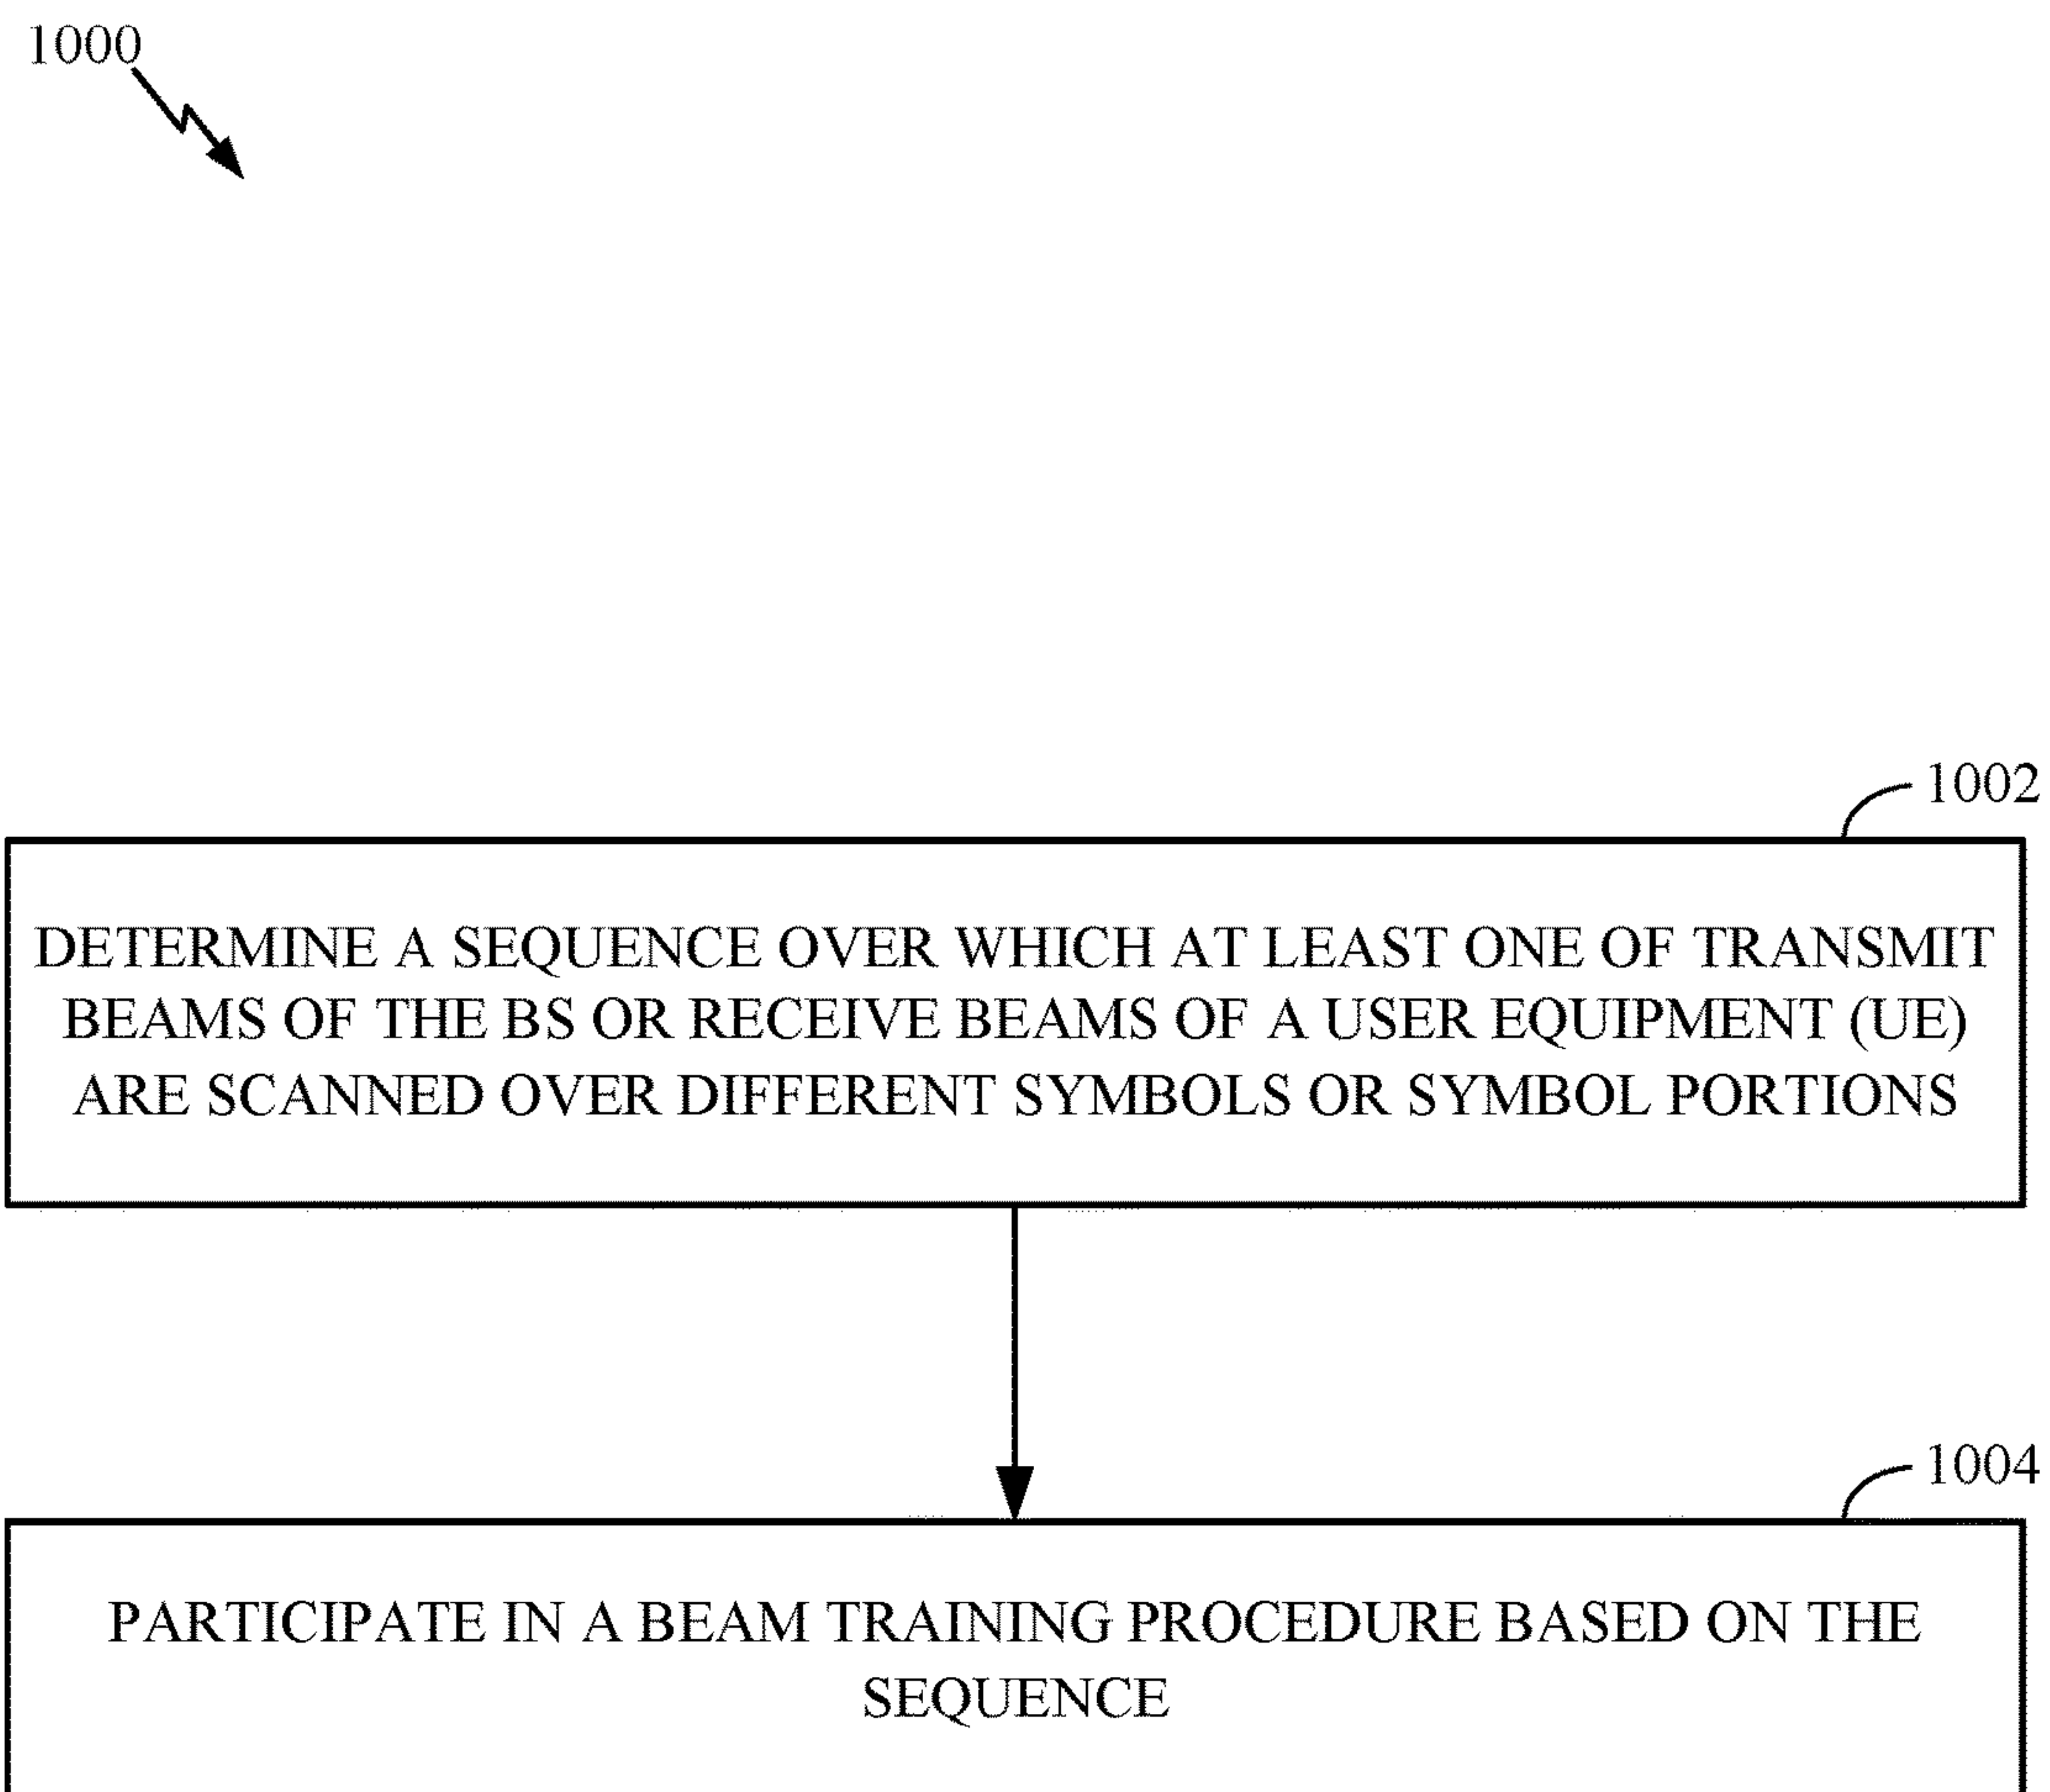 1000
1002
DETERMINE A SEQUENCE OVER WHICH AT LEAST ONE OF TRANSMIT
BEAMS OF THE BS OR RECEIVE BEAMS OF A USER EQUIPMENT (UE)
ARE SCANNED OVER DIFFERENT SYMBOLS OR SYMBOL PORTIONS
1004
PARTICIPATE IN A BEAM TRAINING PROCEDURE BASED ON THE
SEQUENCE